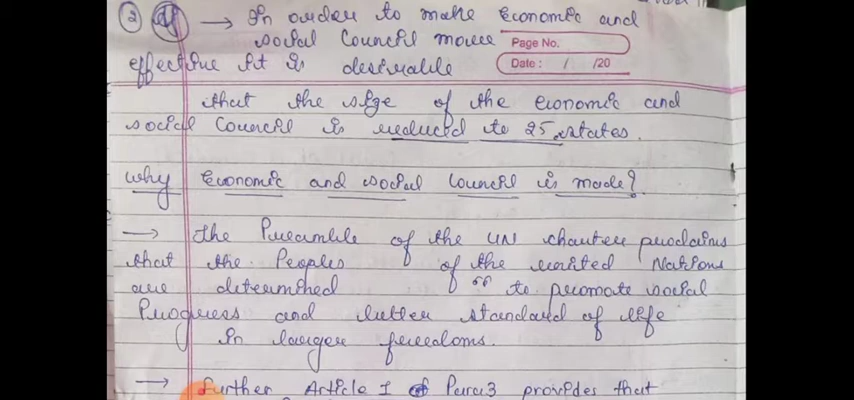 ② → In order to make Economic and
social Council more
Page No.
effective it is desirable
Date : / /20
that the size of the economic and
social Council is reduced to 25 states.
why Economic and social Council is made?
→ The Preamble of the UN charter proclaims
that the Peoples of the united Nations
are determined " to promote social
Progress and better standard of life
in larger freedoms.
→ further Article 1 of Para 3 provides that